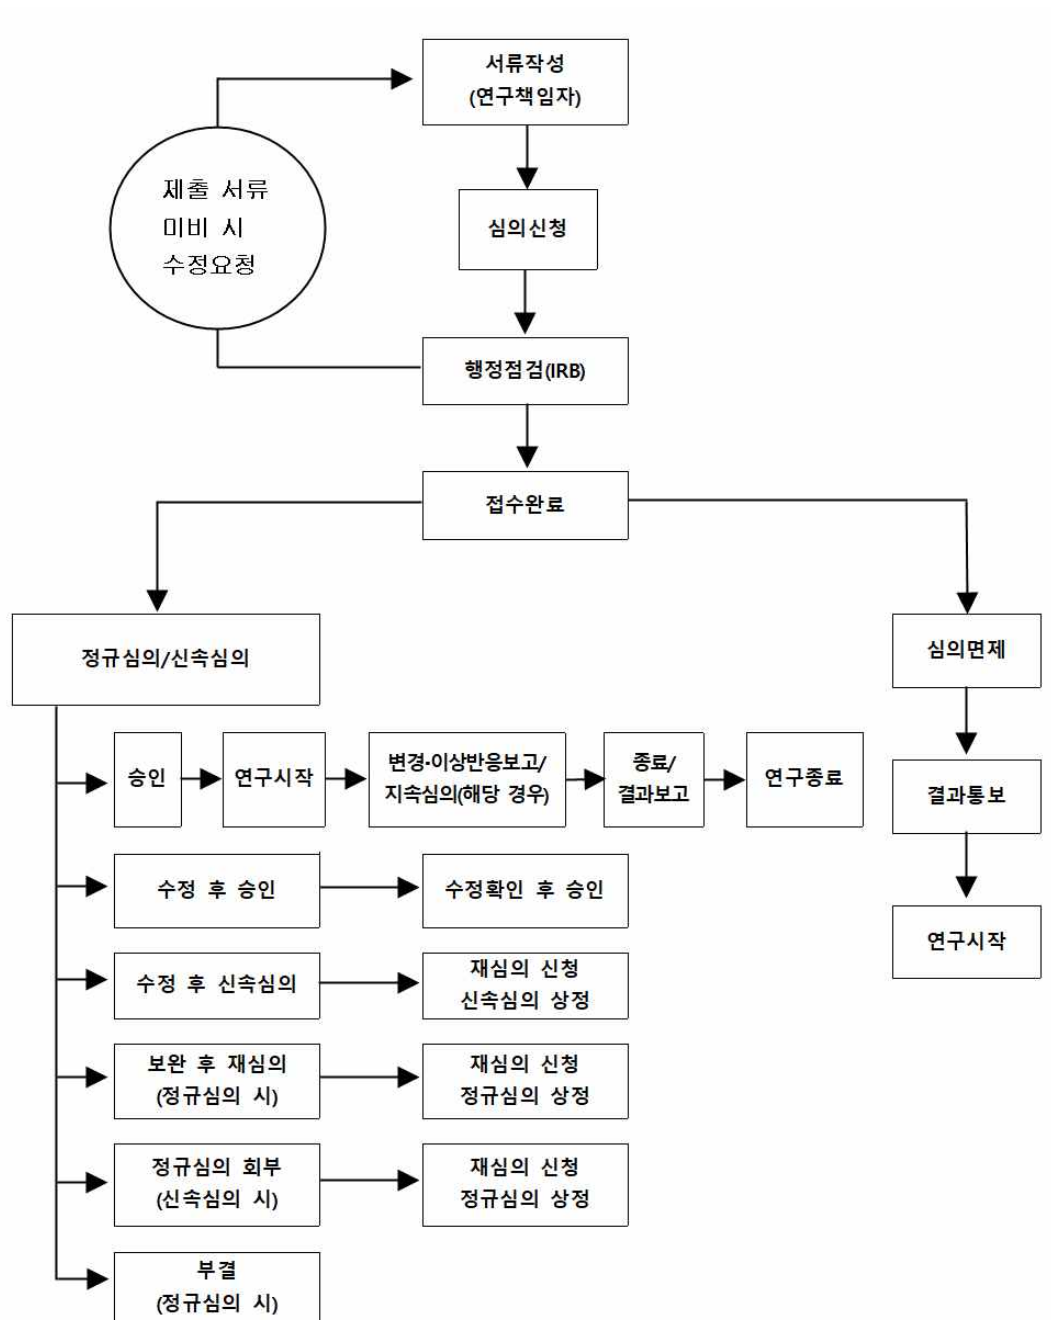 서류작성
(연구책임자)
제출 서류
미비 시
수정요청
심의신청
행정점검(IRB)
접수완료
정규심의/신속심의
심의면제
승인
연구시작
변경·이상반응보고/
지속심의(해당 경우)
종료/
결과보고
연구종료
결과통보
수정 후 승인
수정확인 후 승인
연구시작
수정 후 신속심의
재심의 신청
신속심의 상정
보완 후 재심의
(정규심의 시)
재심의 신청
정규심의 상정
정규심의 회부
(신속심의 시)
재심의 신청
정규심의 상정
부결
(정규심의 시)